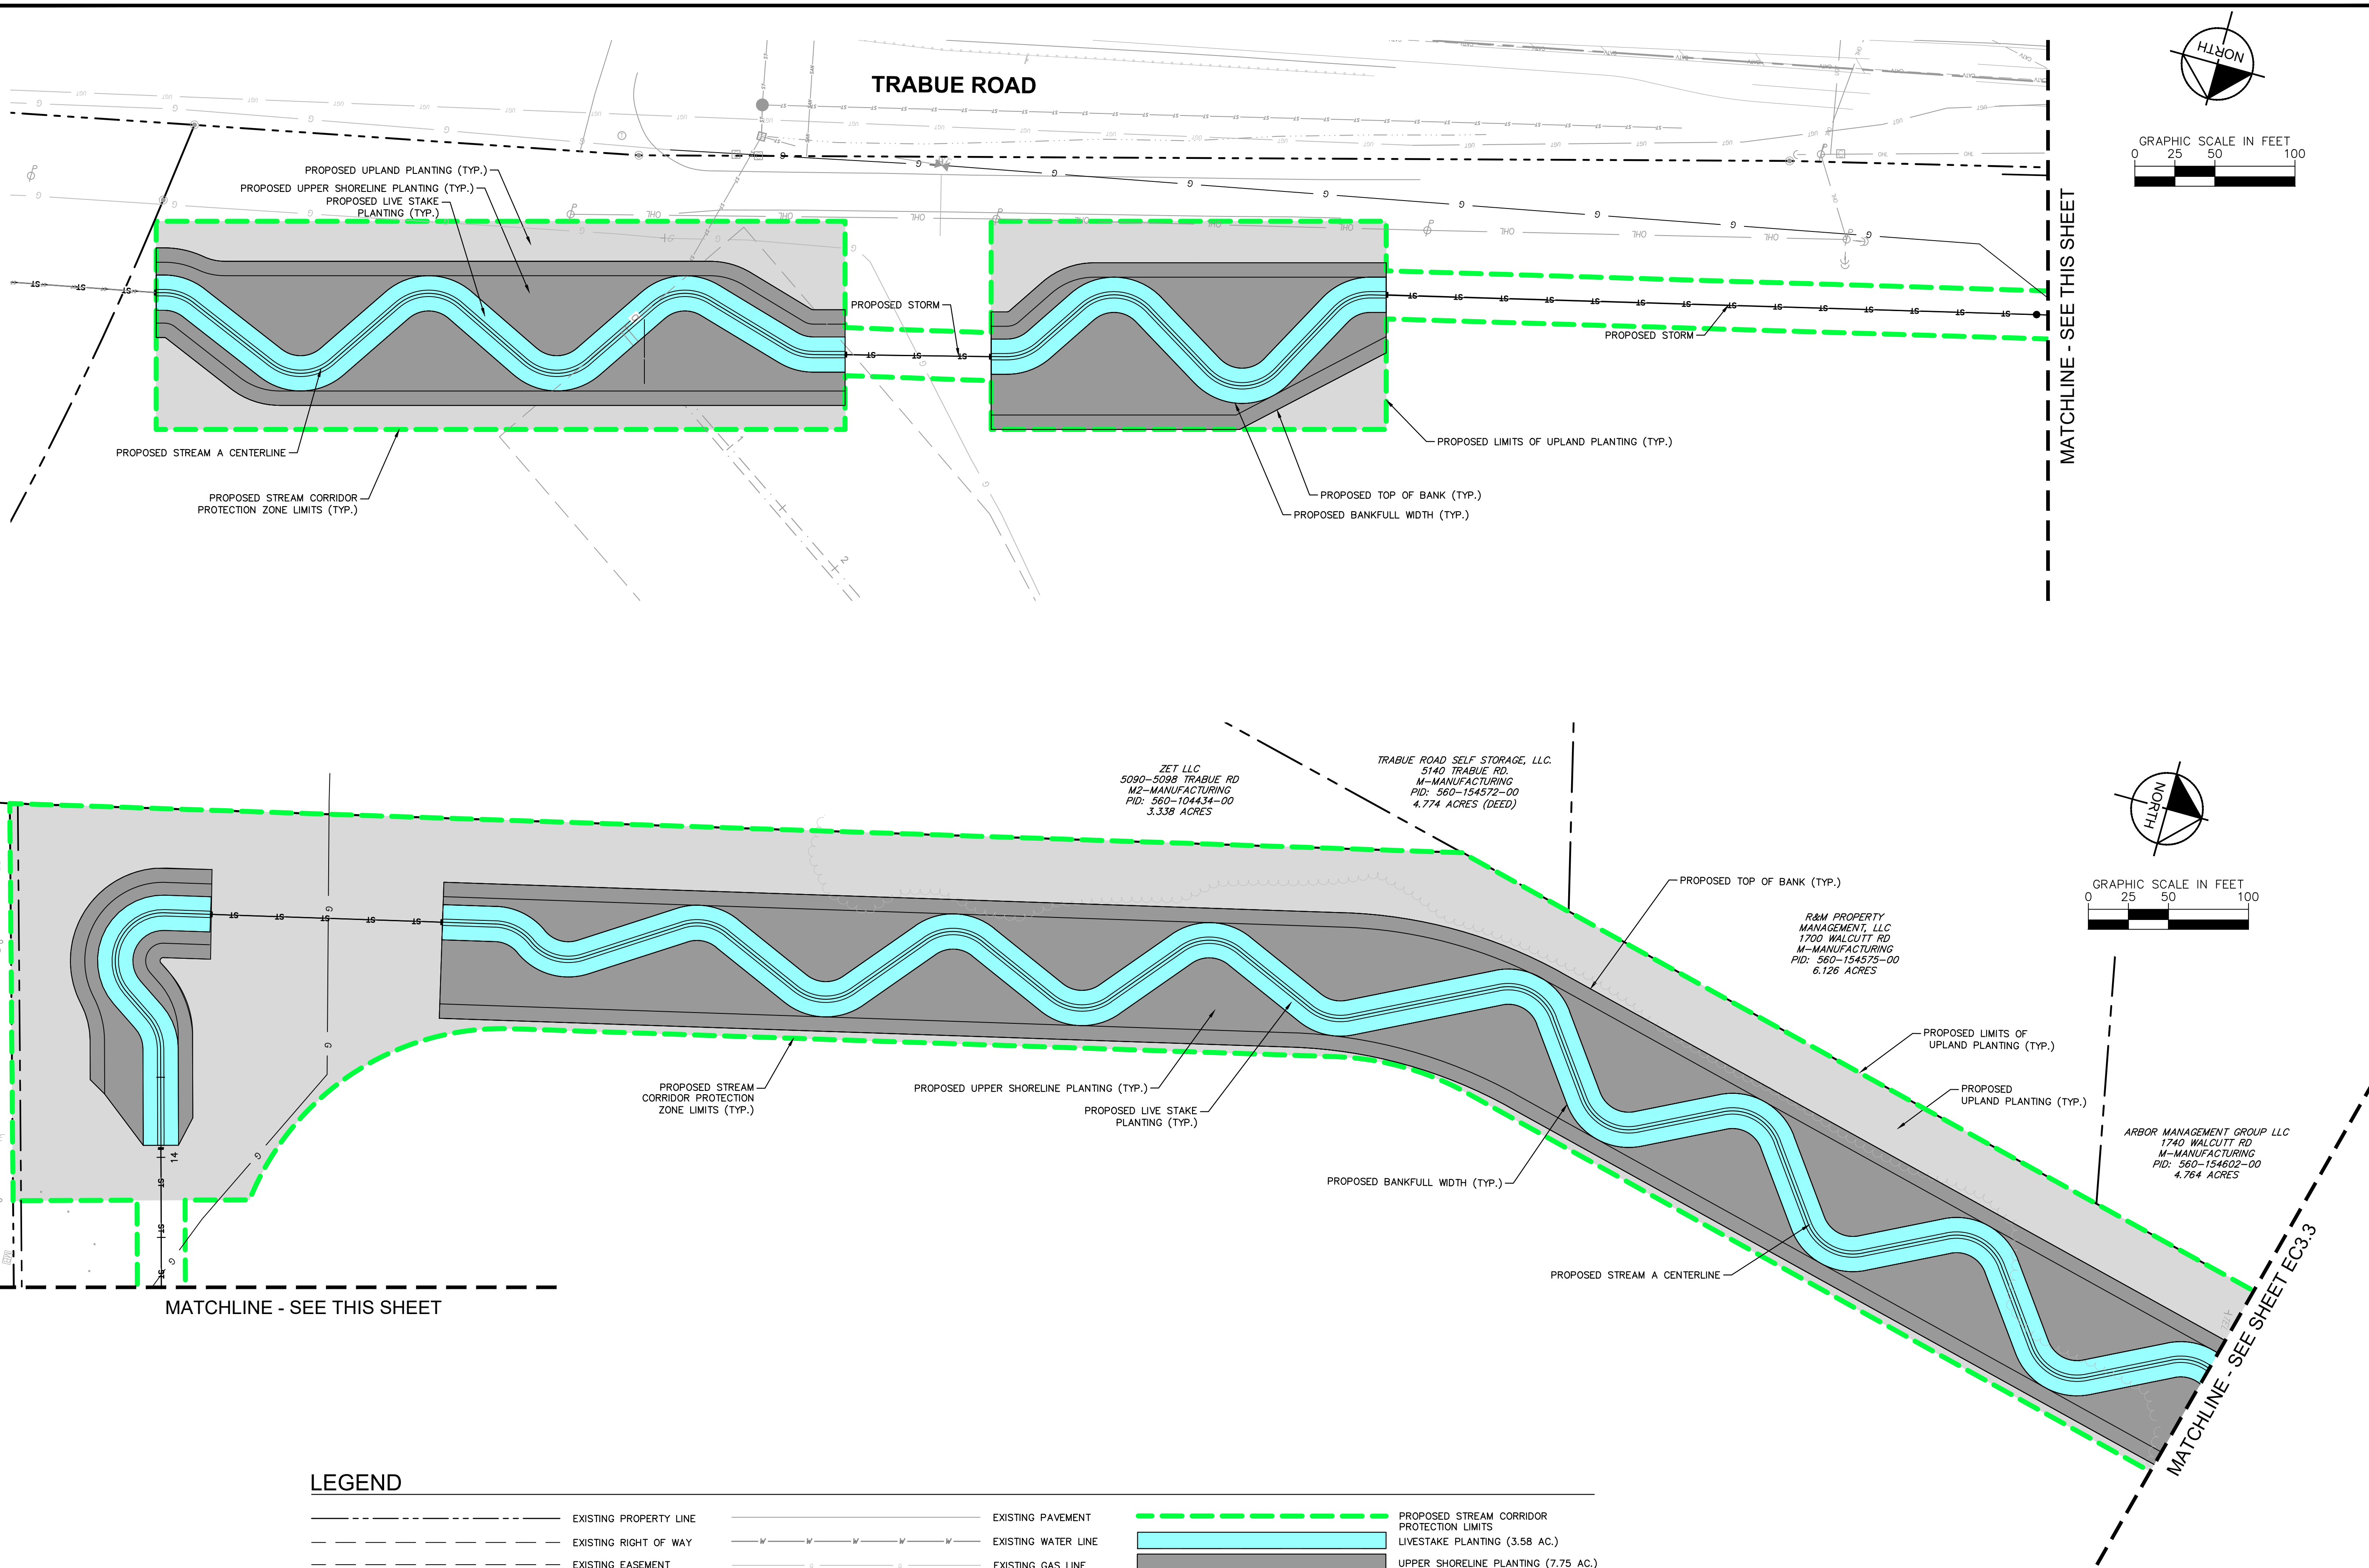 TRABUE ROAD
NORTH
GRAPHIC SCALE IN FEET
0 25 50 100
PROPOSED UPLAND PLANTING (TYP.)
PROPOSED UPPER SHORELINE PLANTING (TYP.)
PROPOSED LIVE STAKE
PLANTING (TYP.)
PROPOSED STORM
PROPOSED STORM
MATCHLINE - SEE THIS SHEET
PROPOSED STREAM A CENTERLINE
PROPOSED LIMITS OF UPLAND PLANTING (TYP.)
PROPOSED STREAM CORRIDOR
PROTECTION ZONE LIMITS (TYP.)
PROPOSED TOP OF BANK (TYP.)
PROPOSED BANKFULL WIDTH (TYP.)
1
2
ZET LLC
5090-5098 TRABUE RD
M2-MANUFACTURING
PID: 560-104434-00
3.338 ACRES
TRABUE ROAD SELF STORAGE, LLC.
5140 TRABUE RD.
M-MANUFACTURING
PID: 560-154572-00
4.774 ACRES (DEED)
NORTH
GRAPHIC SCALE IN FEET
0 25 50 100
PROPOSED TOP OF BANK (TYP.)
R&M PROPERTY
MANAGEMENT, LLC
1700 WALCUTT RD
M-MANUFACTURING
PID: 560-154575-00
6.126 ACRES
ST ST ST ST ST
G
G
PROPOSED LIMITS OF
UPLAND PLANTING (TYP.)
PROPOSED
UPLAND PLANTING (TYP.)
PROPOSED STREAM
CORRIDOR PROTECTION
ZONE LIMITS (TYP.)
PROPOSED UPPER SHORELINE PLANTING (TYP.)
PROPOSED LIVE STAKE
PLANTING (TYP.)
ARBOR MANAGEMENT GROUP LLC
1740 WALCUTT RD
M-MANUFACTURING
PID: 560-154602-00
4.764 ACRES
14
G
ST
ST
ST
G
PROPOSED BANKFULL WIDTH (TYP.)
PROPOSED STREAM A CENTERLINE
MATCHLINE - SEE THIS SHEET
MATCHLINE - SEE SHEET EC3.3
LEGEND
EXISTING PROPERTY LINE
EXISTING RIGHT OF WAY
EXISTING EASEMENT
EXISTING PAVEMENT
W W W W W EXISTING WATER LINE
G G EXISTING GAS LINE
PROPOSED STREAM CORRIDOR
PROTECTION LIMITS
LIVESTAKE PLANTING (3.58 AC.)
UPPER SHORELINE PLANTING (7.75 AC.)